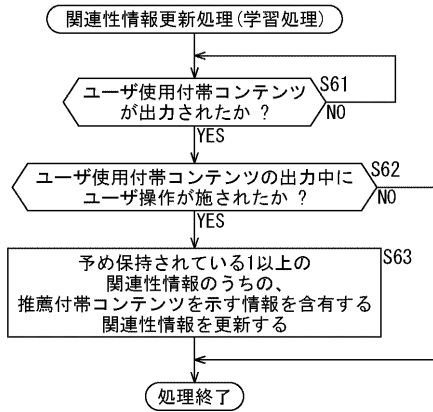 関連性情報更新処理(学習処理)
S61
ユーザ使用付帯コンテンツ
が出力されたか ?
NO
YES
S62
ユーザ使用付帯コンテンツの出力中に
ユーザ操作が施されたか ?
NO
YES
S63
予め保持されている1以上の
関連性情報のうちの、
推薦付帯コンテンツを示す情報を含有する
関連性情報を更新する
処理終了